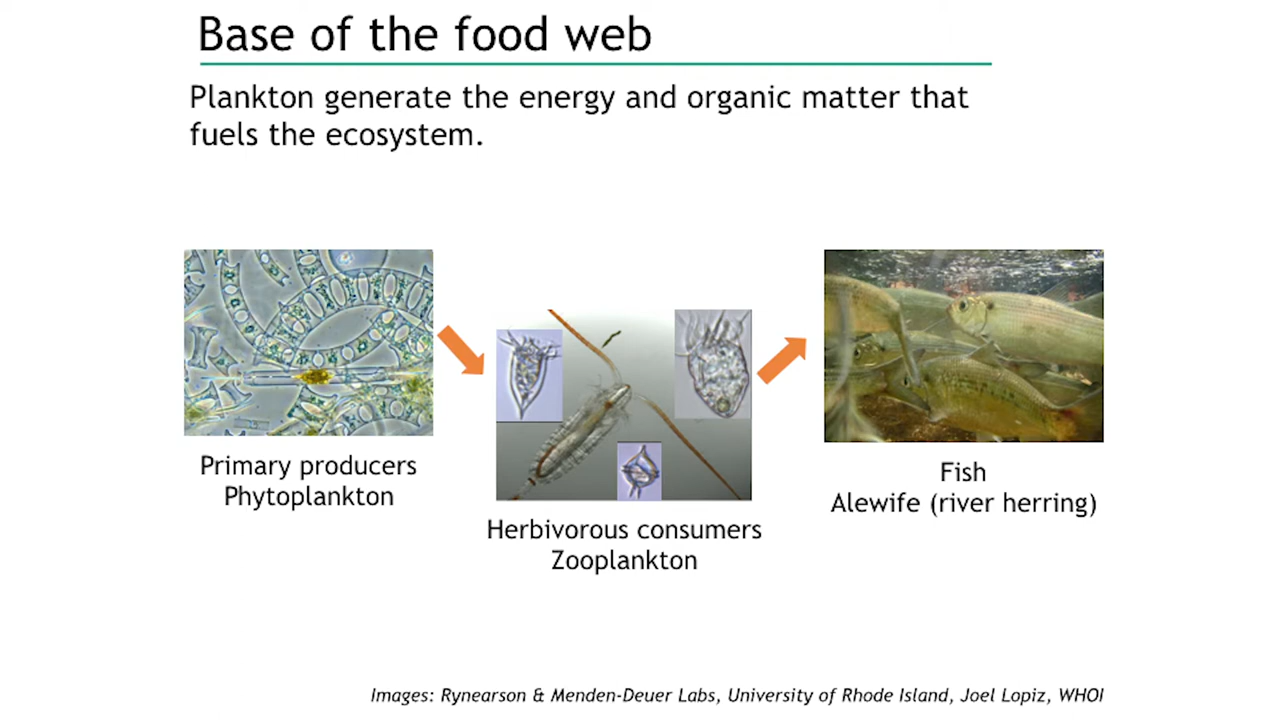 Base of the food web
Plankton generate the energy and organic matter that
fuels the ecosystem.
Primary producers
Phytoplankton
Herbivorous consumers
Zooplankton
Fish
Alewife (river herring)
Images: Rynearson & Menden-Deuer Labs, University of Rhode Island, Joel Lopiz, WHOI